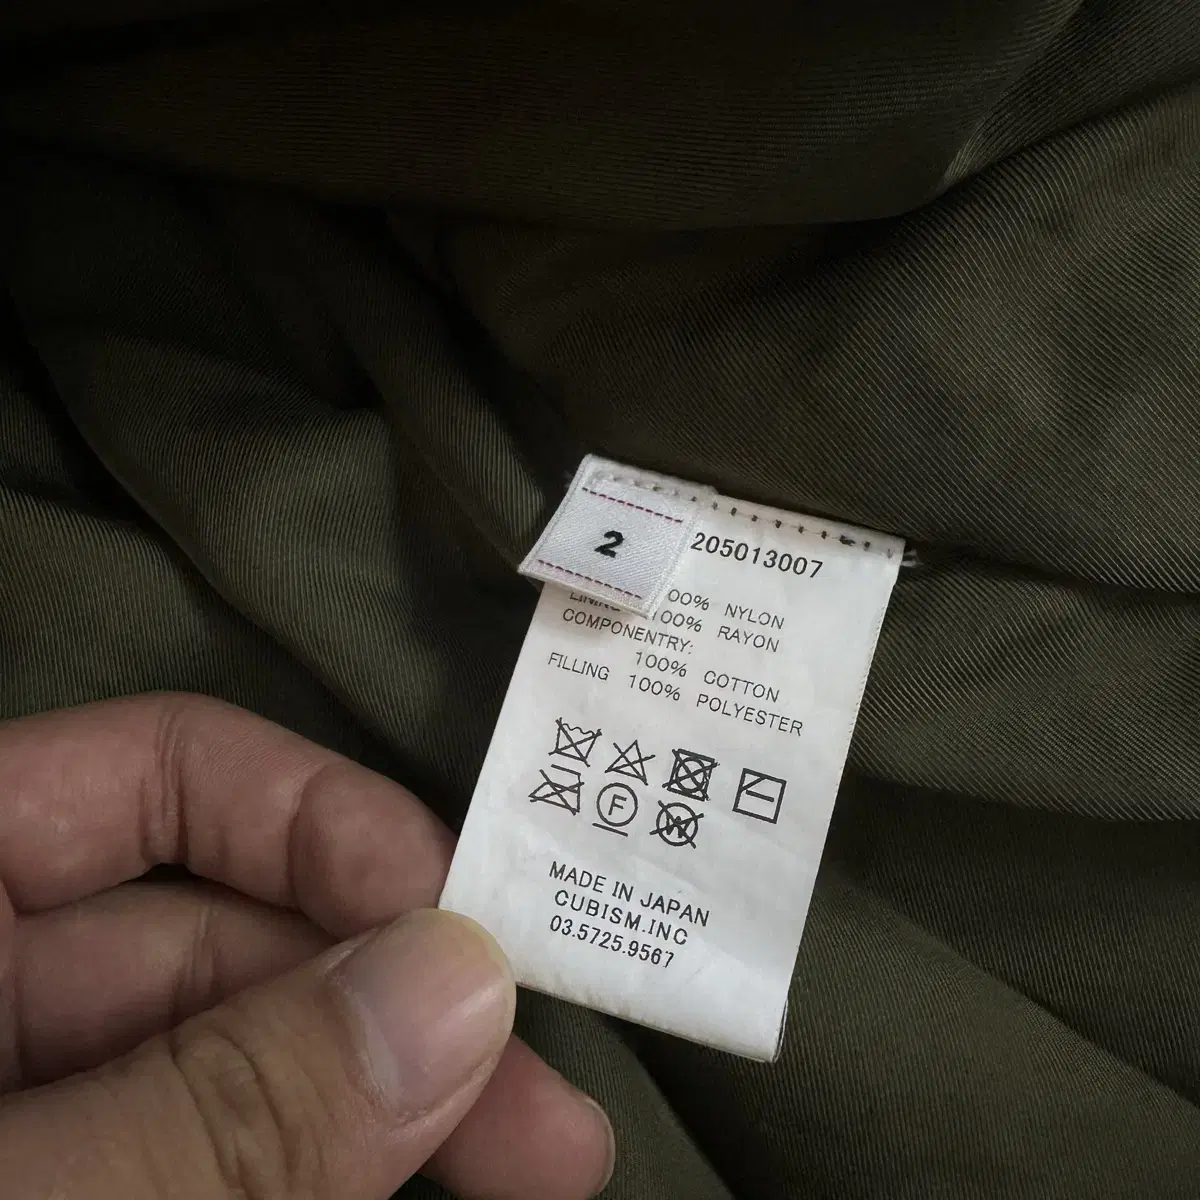 2
205013007
NYLON
LINING 100% RAYON
COMPONENTRY:
100% COTTON
FILLING 100% POLYESTER
F
W
MADE IN JAPAN
CUBISM.INC
03.5725.9567